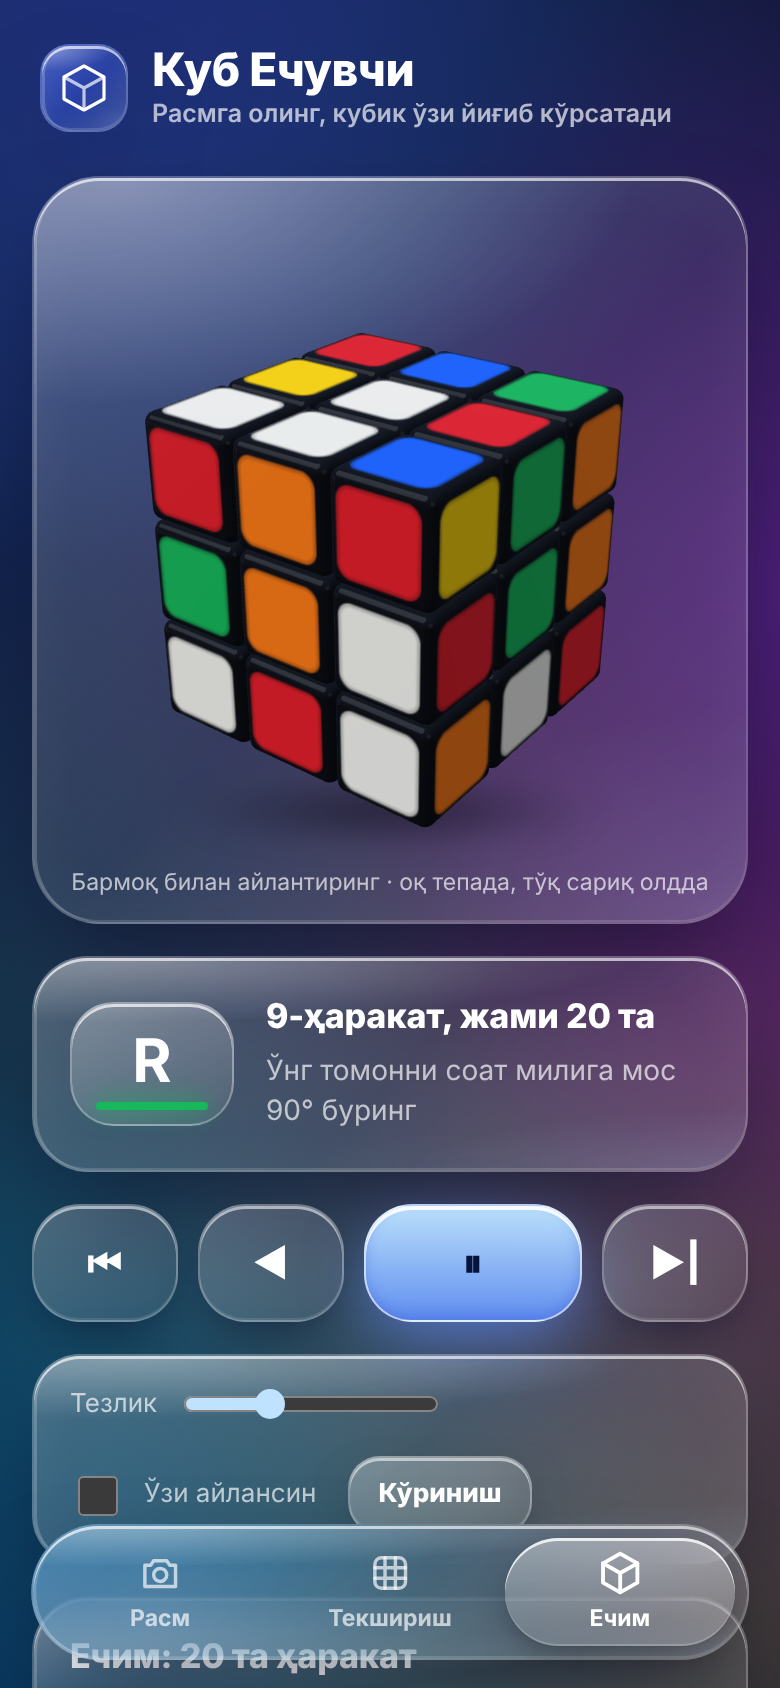 Куб Ечувчи
Расмга олинг, кубик ўзи йиғиб кўрсатади
Бармоқ билан айлантиринг · оқ тепада, тўқ сариқ олдда
R
9-ҳаракат, жами 20 та
Ўнг томонни соат милига мос
90° буринг
Тезлик
Ўзи айлансин
Кўриниш
Расм
Текшириш
Ечим
Ечим: 20 та ҳаракат